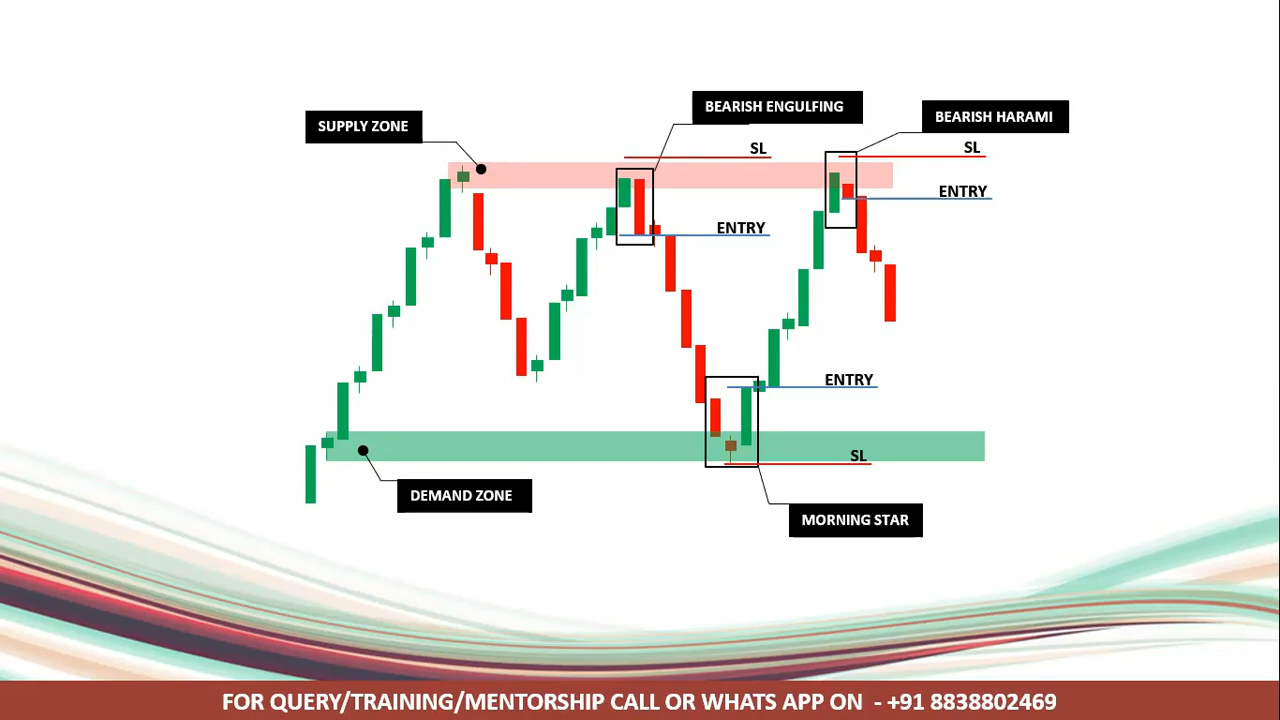 BEARISH ENGULFING
BEARISH HARAMI
SUPPLY ZONE
SL
SL
ENTRY
ENTRY
ENTRY
SL
DEMAND ZONE
MORNING STAR
FOR QUERY/TRAINING/MENTORSHIP CALL OR WHATS APP ON - +91 8838802469